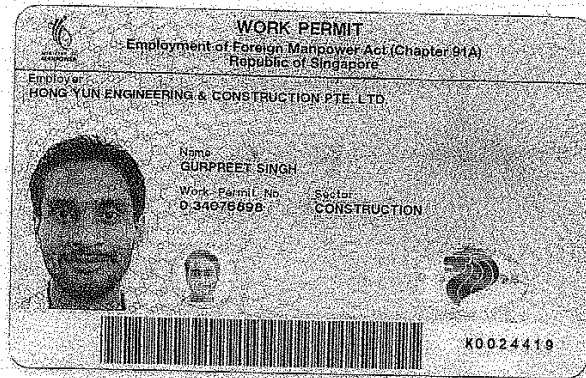 WORK PERMIT
Employment of Foreign Manpower Act (Chapter 91A)
Republic of Singapore
MANPOWER
Employer
HONG YUN ENGINEERING & CONSTRUCTION PTE. LTD.
Name
GURPREET SINGH
Work Permit No. Sector
0 34076898 CONSTRUCTION
K0024419